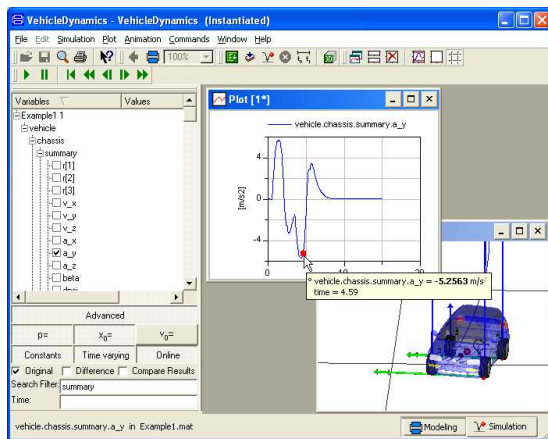 VehicleDynamics - VehicleDynamics (Instantiated)
File Edit Simulation Plot Animation Commands Window Help
100%
Variables Values
Example1 1
vehicle
chassis
summary
r[1]
r[2]
r[3]
v_x
v_y
v_z
a_x
a_y
a_z
beta
Advanced
p= x₀= v₀≃
Constants Time varying Online
Original Difference Compare Results
Search Filter: summary
Time:
Plot [1*]
vehicle.chassis.summary.a_y
[m/s2]
4
0
-4
0 10 20
vehicle.chassis.summary.a_y = -5.2563 m/s²
time = 4.59
vehicle.chassis.summary.a_y in Example1.mat
Modeling Simulation